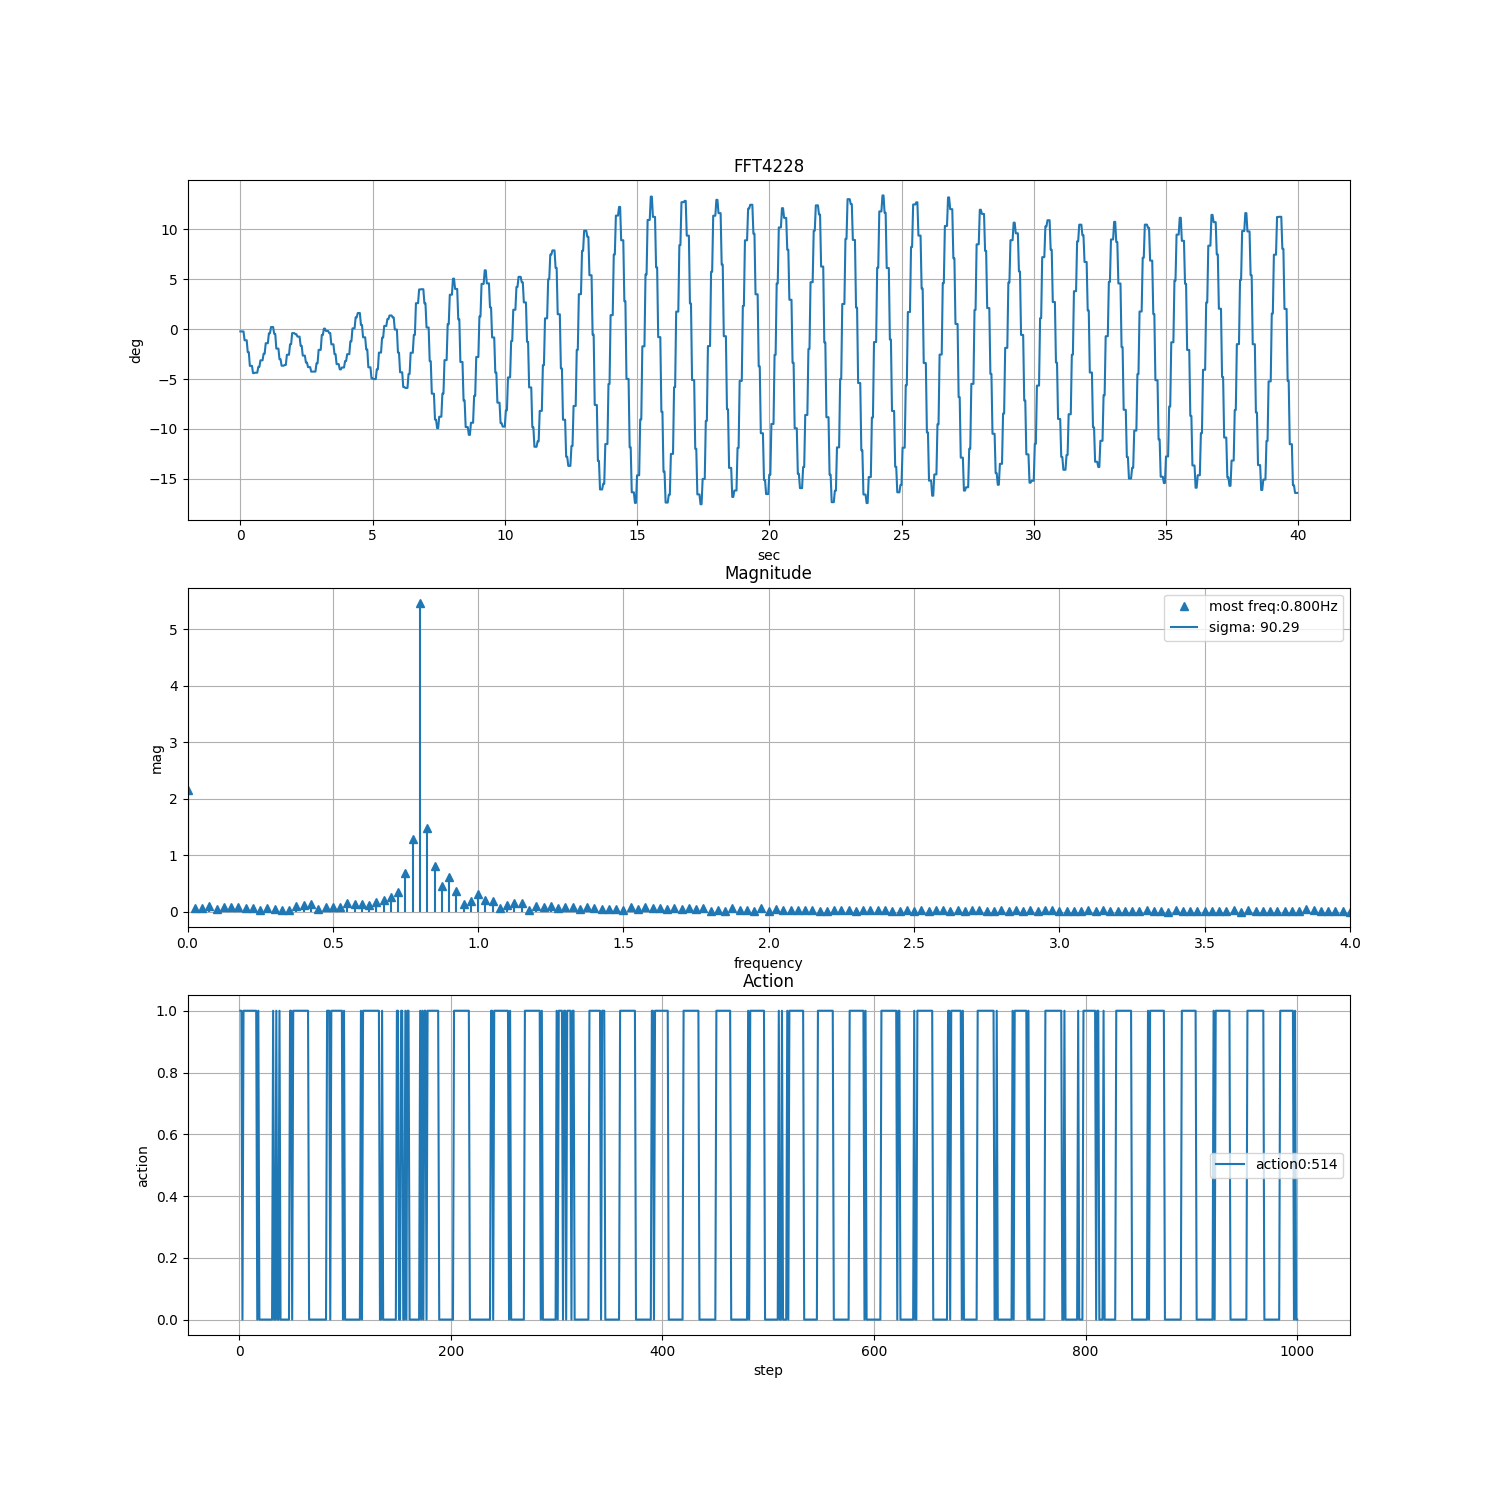 FFT4228
10
5
0
−5
−10
−15
deg
0 5 10 15 20 25 30 35 40
sec
Magnitude
most freq:0.800Hz
sigma: 90.29
5
4
3
2
1
0
mag
0.0 0.5 1.0 1.5 2.0 2.5 3.0 3.5 4.0
frequency
Action
1.0
0.8
0.6
0.4
0.2
0.0
action
action0:514
0 200 400 600 800 1000
step